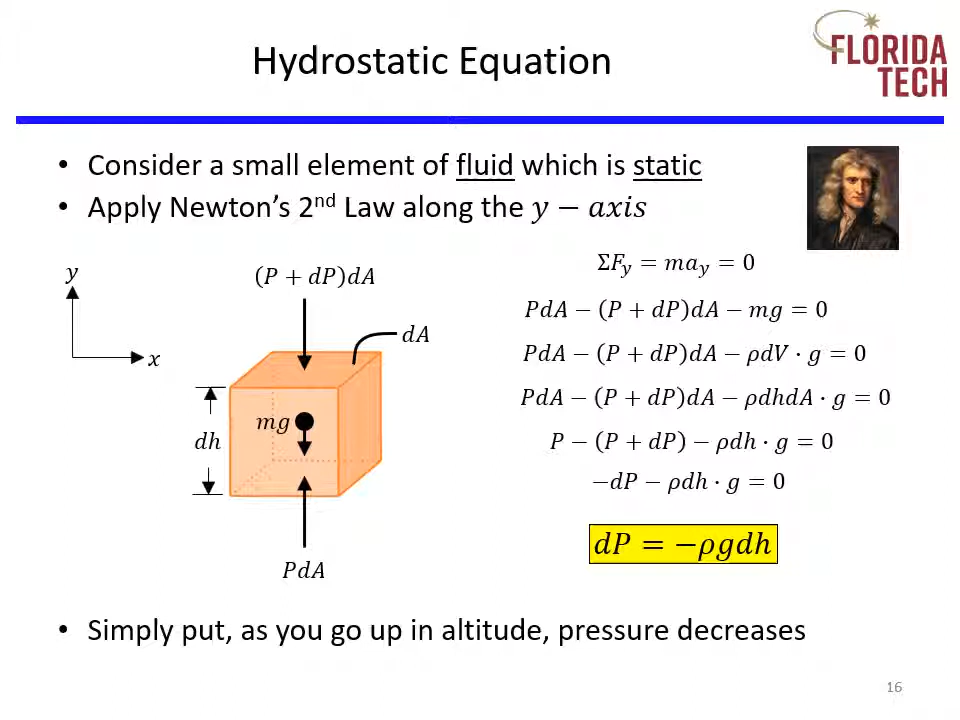 Hydrostatic Equation
FLORIDA
TECH
• Consider a small element of fluid which is static
• Apply Newton's 2nd Law along the y − axis
y
x
(P + dP)dA
dA
mg
dh
PdA
ΣF_y = ma_y = 0
PdA − (P + dP)dA − mg = 0
PdA − (P + dP)dA − ρdV · g = 0
PdA − (P + dP)dA − ρdhdA · g = 0
P − (P + dP) − ρdh · g = 0
−dP − ρdh · g = 0
dP = −ρgdh
• Simply put, as you go up in altitude, pressure decreases
16